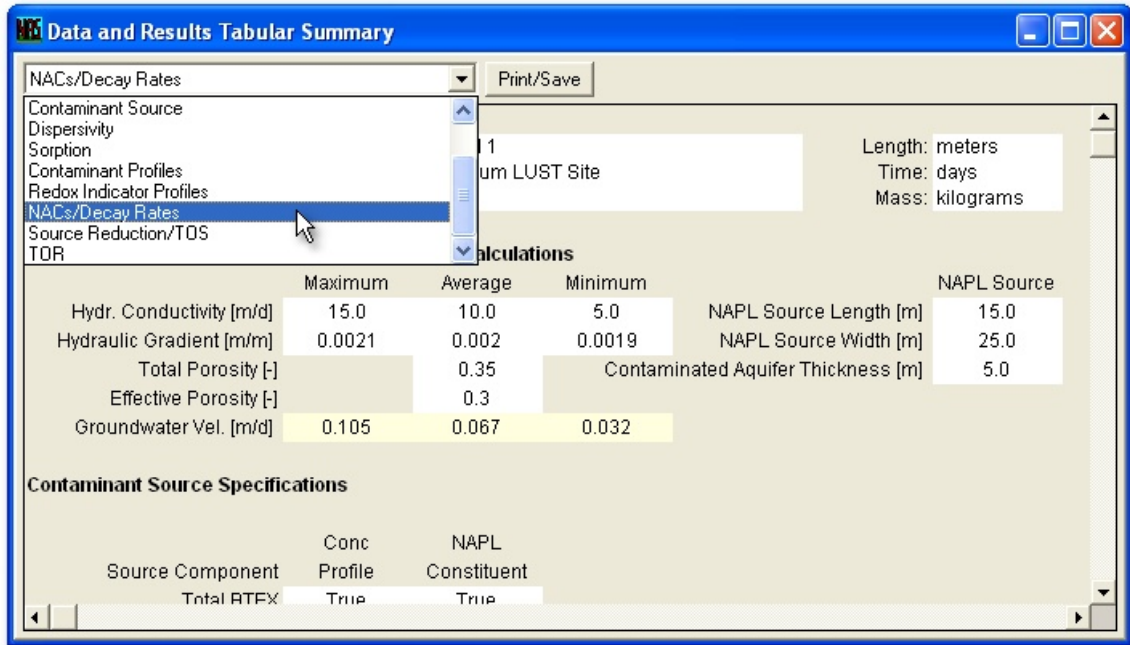 NAS Data and Results Tabular Summary
NACs/Decay Rates Print/Save
Contaminant Source
Dispersivity
Sorption
Contaminant Profiles
Redox Indicator Profiles
NACs/Decay Rates
Source Reduction/TOS
TOR
1
um LUST Site
Length: meters
Time: days
Mass: kilograms
alculations
Maximum Average Minimum NAPL Source
Hydr. Conductivity [m/d] 15.0 10.0 5.0 NAPL Source Length [m] 15.0
Hydraulic Gradient [m/m] 0.0021 0.002 0.0019 NAPL Source Width [m] 25.0
Total Porosity [-] 0.35 Contaminated Aquifer Thickness [m] 5.0
Effective Porosity [-] 0.3
Groundwater Vel. [m/d] 0.105 0.067 0.032
Contaminant Source Specifications
Conc NAPL
Source Component Profile Constituent
Total BTEX True True